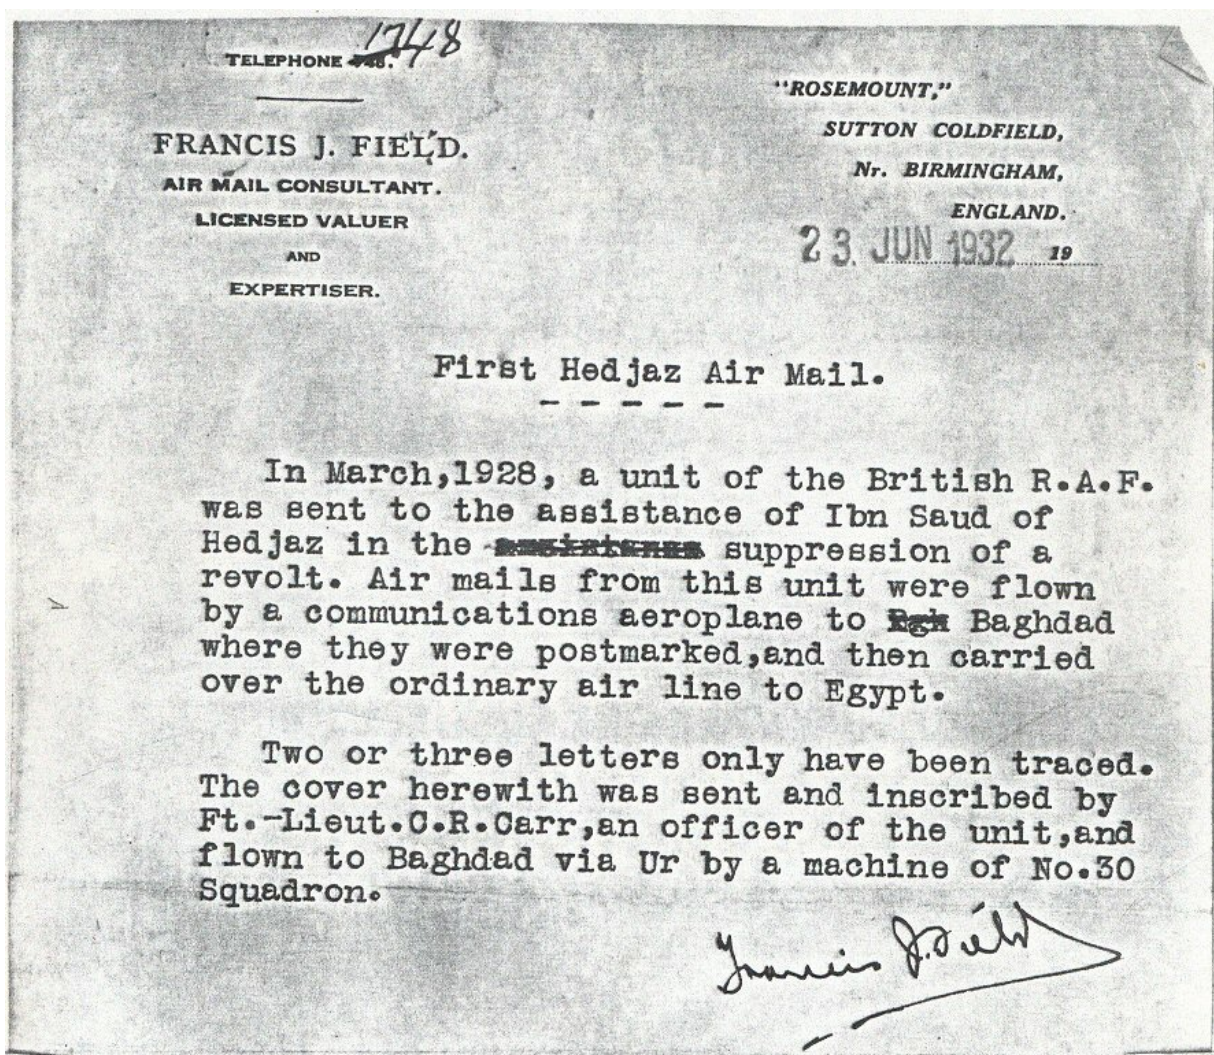 1748
TELEPHONE 748.
FRANCIS J. FIELD.
AIR MAIL CONSULTANT.
LICENSED VALUER
AND
EXPERTISER.
"ROSEMOUNT,"
SUTTON COLDFIELD,
Nr. BIRMINGHAM,
ENGLAND.
23. JUN 1932 19
First Hedjaz Air Mail.
- - - - -
In March,1928, a unit of the British R.A.F.
was sent to the assistance of Ibn Saud of
Hedjaz in the assistance suppression of a
revolt. Air mails from this unit were flown
by a communications aeroplane to Bgh Baghdad
where they were postmarked,and then carried
over the ordinary air line to Egypt.
Two or three letters only have been traced.
The cover herewith was sent and inscribed by
Ft.-Lieut.C.R.Carr,an officer of the unit,and
flown to Baghdad via Ur by a machine of No.30
Squadron.
Francis J. Field